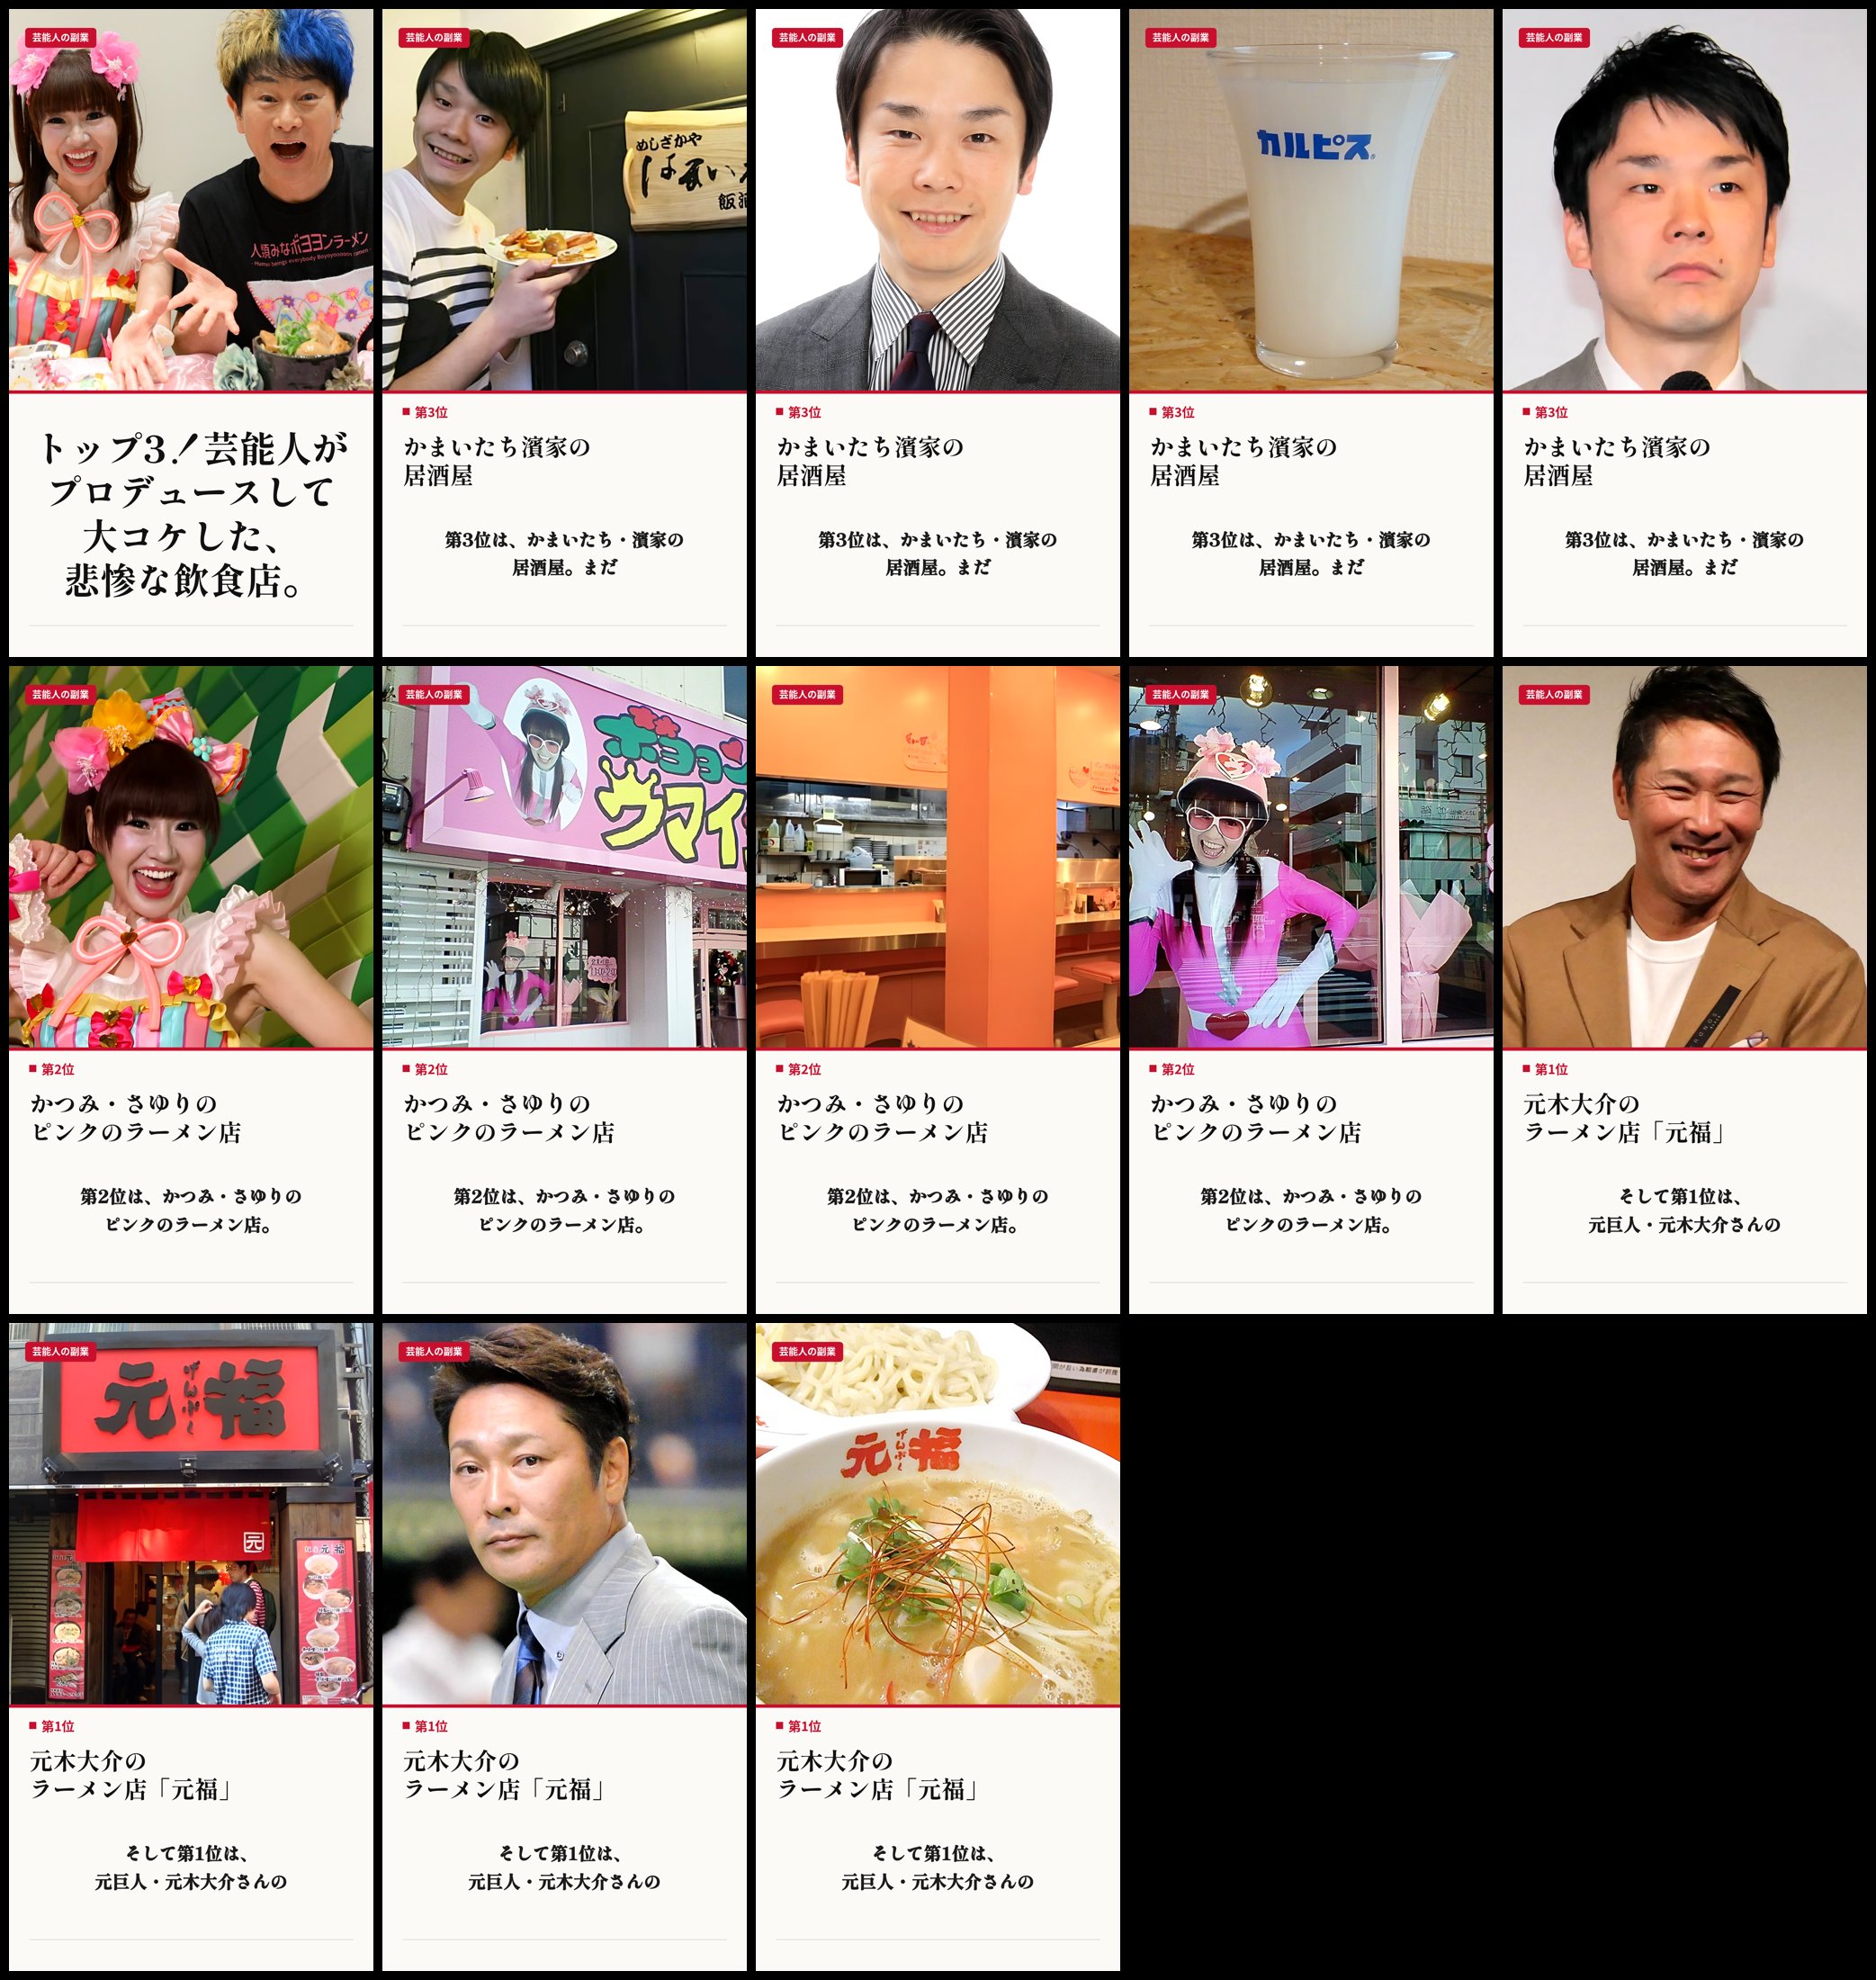 芸能人の副業
人類みなボヨヨンラーメン
トップ3！芸能人が
プロデュースして
大コケした、
悲惨な飲食店。
芸能人の副業
めしざかや
第3位
かまいたち濱家の
居酒屋
第3位は、かまいたち・濱家の
居酒屋。まだ
芸能人の副業
第3位
かまいたち濱家の
居酒屋
第3位は、かまいたち・濱家の
居酒屋。まだ
芸能人の副業
カルピス
第3位
かまいたち濱家の
居酒屋
第3位は、かまいたち・濱家の
居酒屋。まだ
芸能人の副業
第3位
かまいたち濱家の
居酒屋
第3位は、かまいたち・濱家の
居酒屋。まだ
芸能人の副業
第2位
かつみ・さゆりの
ピンクのラーメン店
第2位は、かつみ・さゆりの
ピンクのラーメン店。
芸能人の副業
ボヨヨン
ウマイ
第2位
かつみ・さゆりの
ピンクのラーメン店
第2位は、かつみ・さゆりの
ピンクのラーメン店。
芸能人の副業
第2位
かつみ・さゆりの
ピンクのラーメン店
第2位は、かつみ・さゆりの
ピンクのラーメン店。
芸能人の副業
第2位
かつみ・さゆりの
ピンクのラーメン店
第2位は、かつみ・さゆりの
ピンクのラーメン店。
芸能人の副業
第1位
元木大介の
ラーメン店「元福」
そして第1位は、
元巨人・元木大介さんの
芸能人の副業
元福
げんぷく
元
元福
第1位
元木大介の
ラーメン店「元福」
そして第1位は、
元巨人・元木大介さんの
芸能人の副業
第1位
元木大介の
ラーメン店「元福」
そして第1位は、
元巨人・元木大介さんの
芸能人の副業
元福
げんぷく
第1位
元木大介の
ラーメン店「元福」
そして第1位は、
元巨人・元木大介さんの